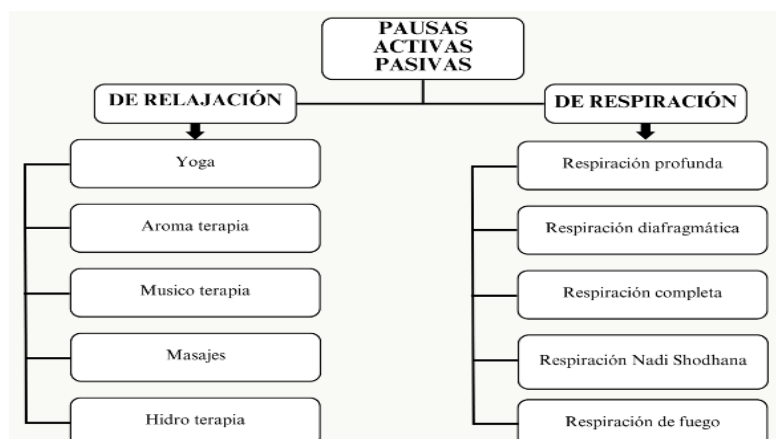 PAUSAS
ACTIVAS
PASIVAS
DE RELAJACIÓN
Yoga
Aroma terapia
Musico terapia
Masajes
Hidro terapia
DE RESPIRACIÓN
Respiración profunda
Respiración diafragmática
Respiración completa
Respiración Nadi Shodhana
Respiración de fuego